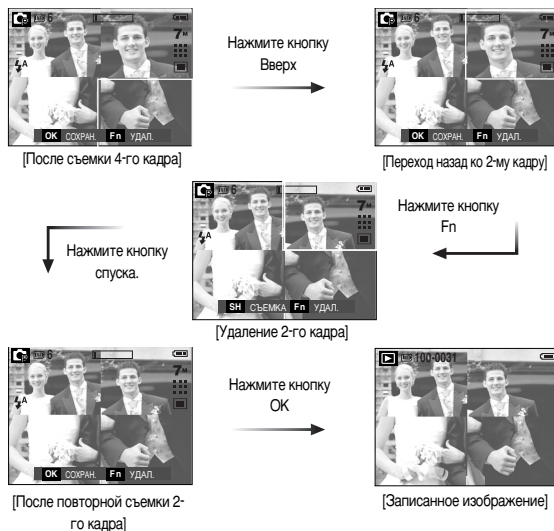 6
7M
OK СОХРАН. Fn УДАЛ.
[После съемки 4-го кадра]
Нажмите кнопку
Вверх
6
7M
OK СОХРАН. Fn УДАЛ.
[Переход назад ко 2-му кадру]
Нажмите кнопку
Fn
6
7M
SH СЪЕМКА Fn УДАЛ.
[Удаление 2-го кадра]
Нажмите кнопку
спуска.
6
7M
OK СОХРАН. Fn УДАЛ.
[После повторной съемки 2-
го кадра]
Нажмите кнопку
OK
100-0031
[Записанное изображение]